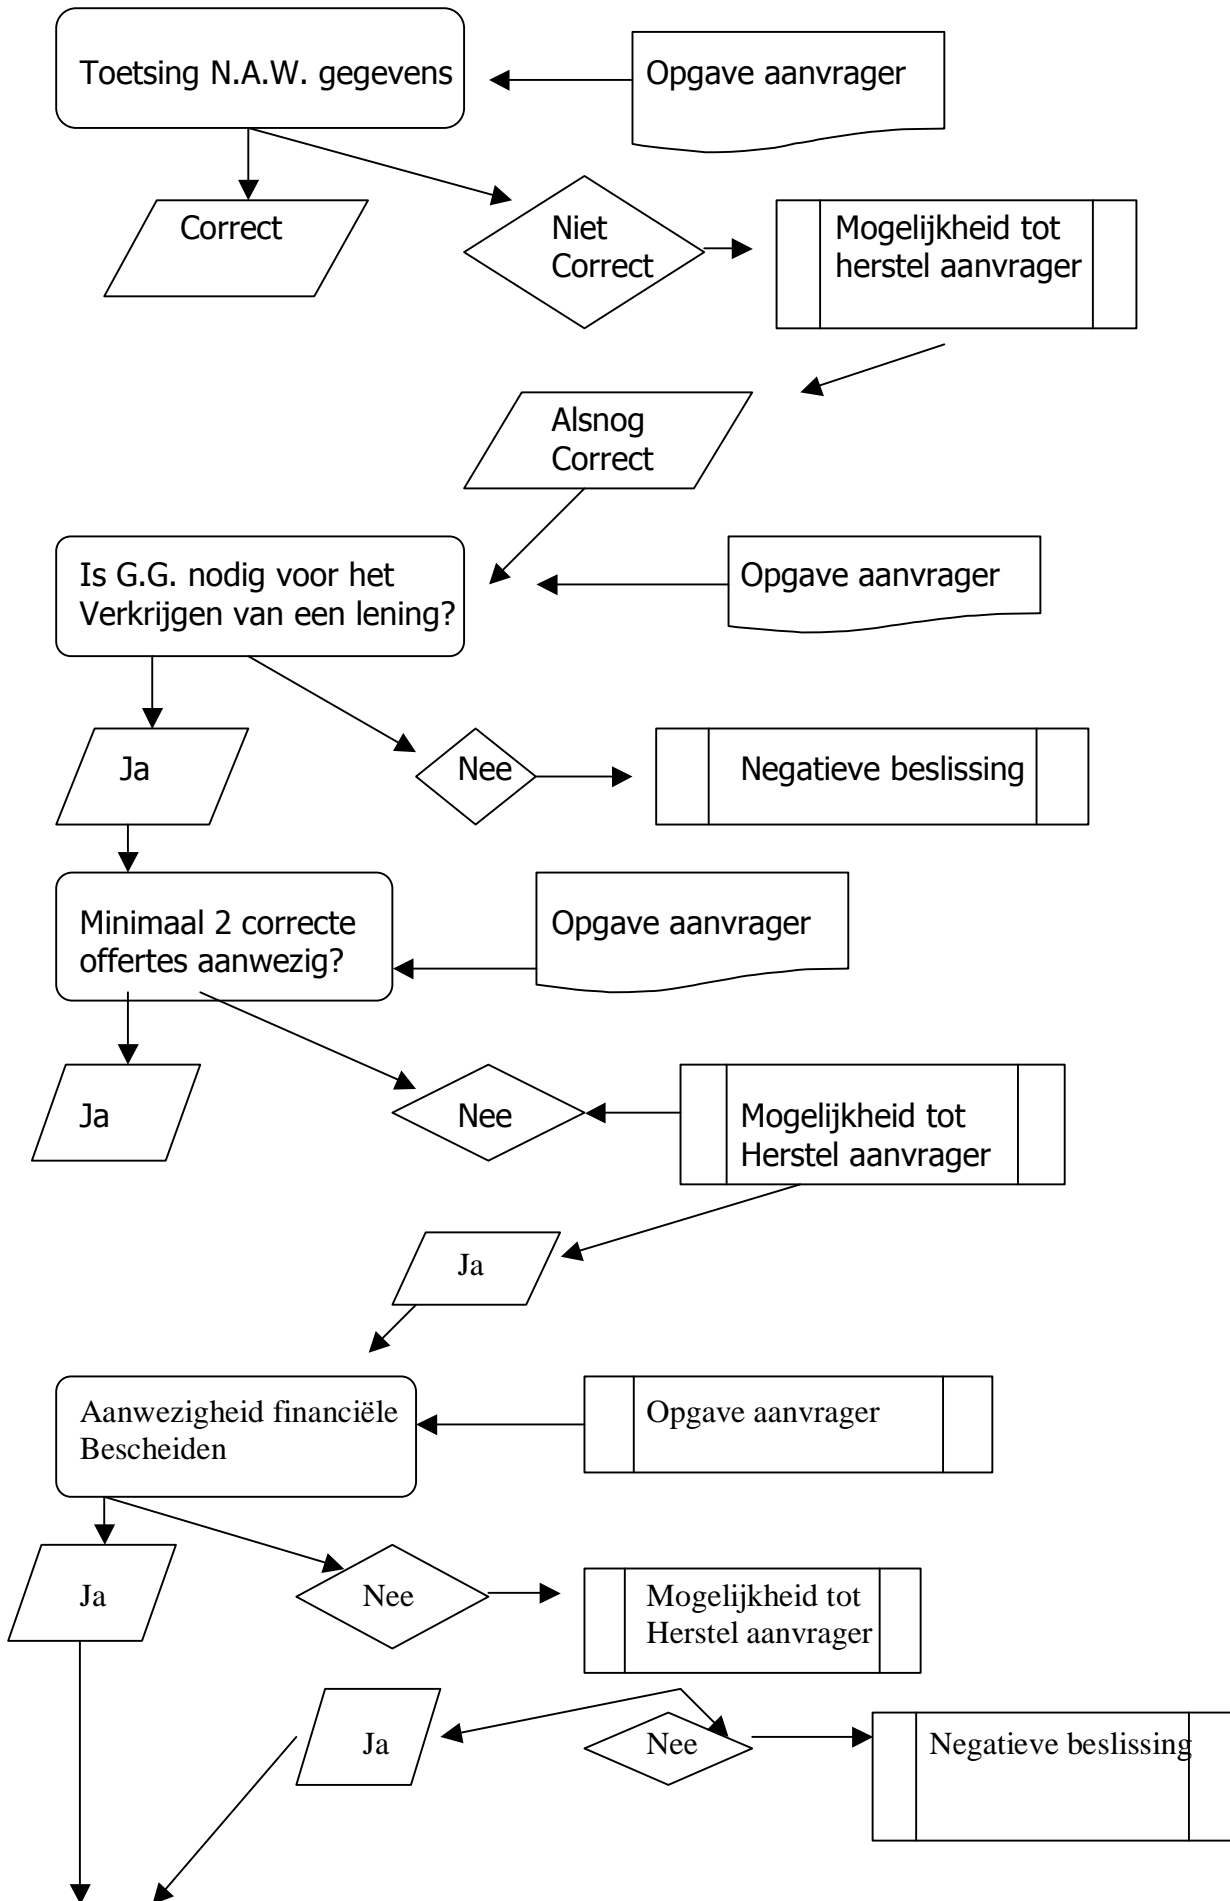 Toetsing N.A.W. gegevens
Opgave aanvrager
Correct
Niet
Correct
Mogelijkheid tot
herstel aanvrager
Alsnog
Correct
Is G.G. nodig voor het
Verkrijgen van een lening?
Opgave aanvrager
Ja
Nee
Negatieve beslissing
Minimaal 2 correcte
offertes aanwezig?
Opgave aanvrager
Ja
Nee
Mogelijkheid tot
Herstel aanvrager
Ja
Aanwezigheid financiële
Bescheiden
Opgave aanvrager
Ja
Nee
Mogelijkheid tot
Herstel aanvrager
Ja
Nee
Negatieve beslissing